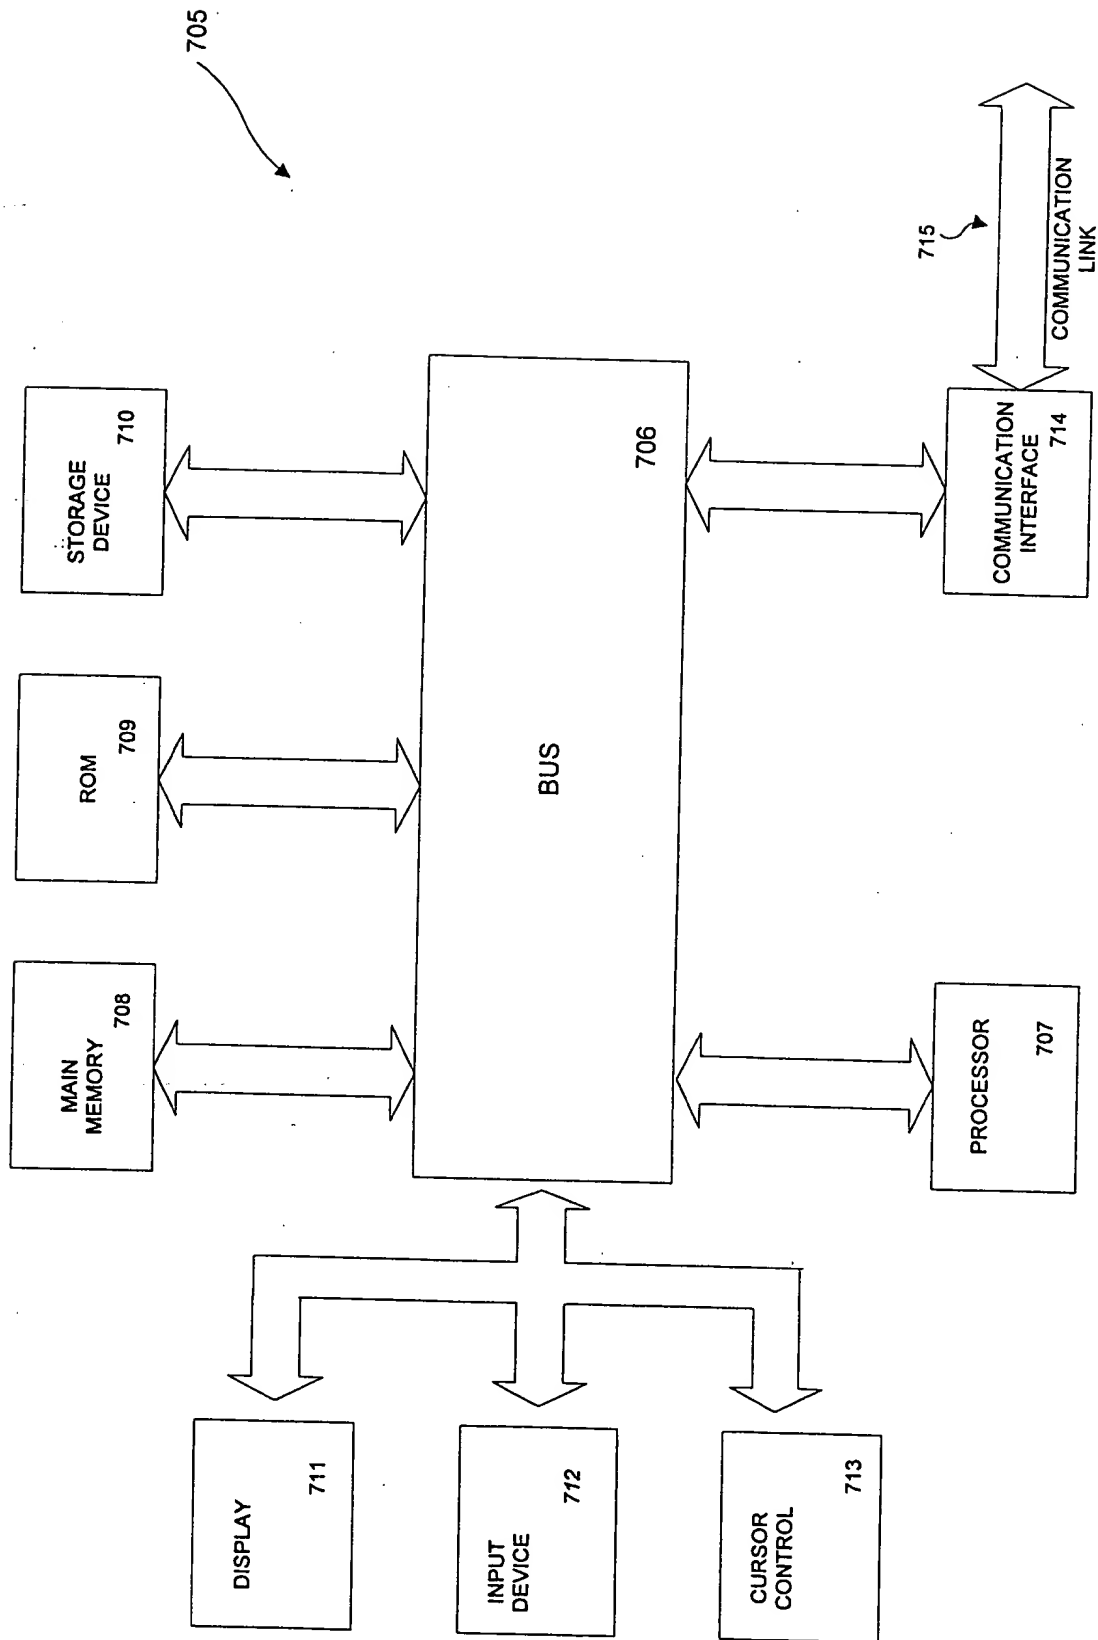 705
MAIN
MEMORY
708
ROM
709
STORAGE
DEVICE
710
DISPLAY
711
INPUT
DEVICE
712
CURSOR
CONTROL
713
BUS
706
PROCESSOR
707
COMMUNICATION
INTERFACE
714
715
COMMUNICATION
LINK